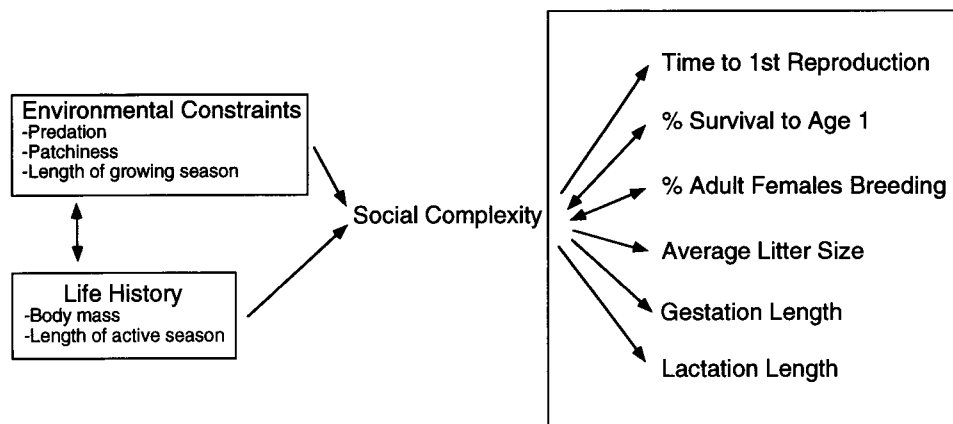 Environmental Constraints
-Predation
-Patchiness
-Length of growing season
Life History
-Body mass
-Length of active season
Social Complexity
Time to 1st Reproduction
% Survival to Age 1
% Adult Females Breeding
Average Litter Size
Gestation Length
Lactation Length